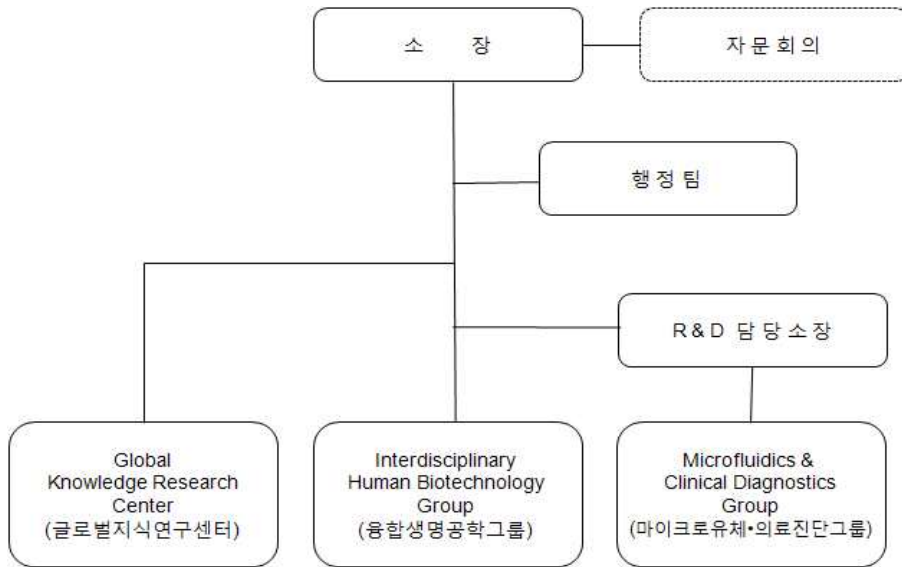 소 장
자 문 회 의
행 정 팀
R & D 담 당 소 장
Global
Knowledge Research
Center
(글로벌지식연구센터)
Interdisciplinary
Human Biotechnology
Group
(융합생명공학그룹)
Microfluidics &
Clinical Diagnostics
Group
(마이크로유체•의료진단그룹)